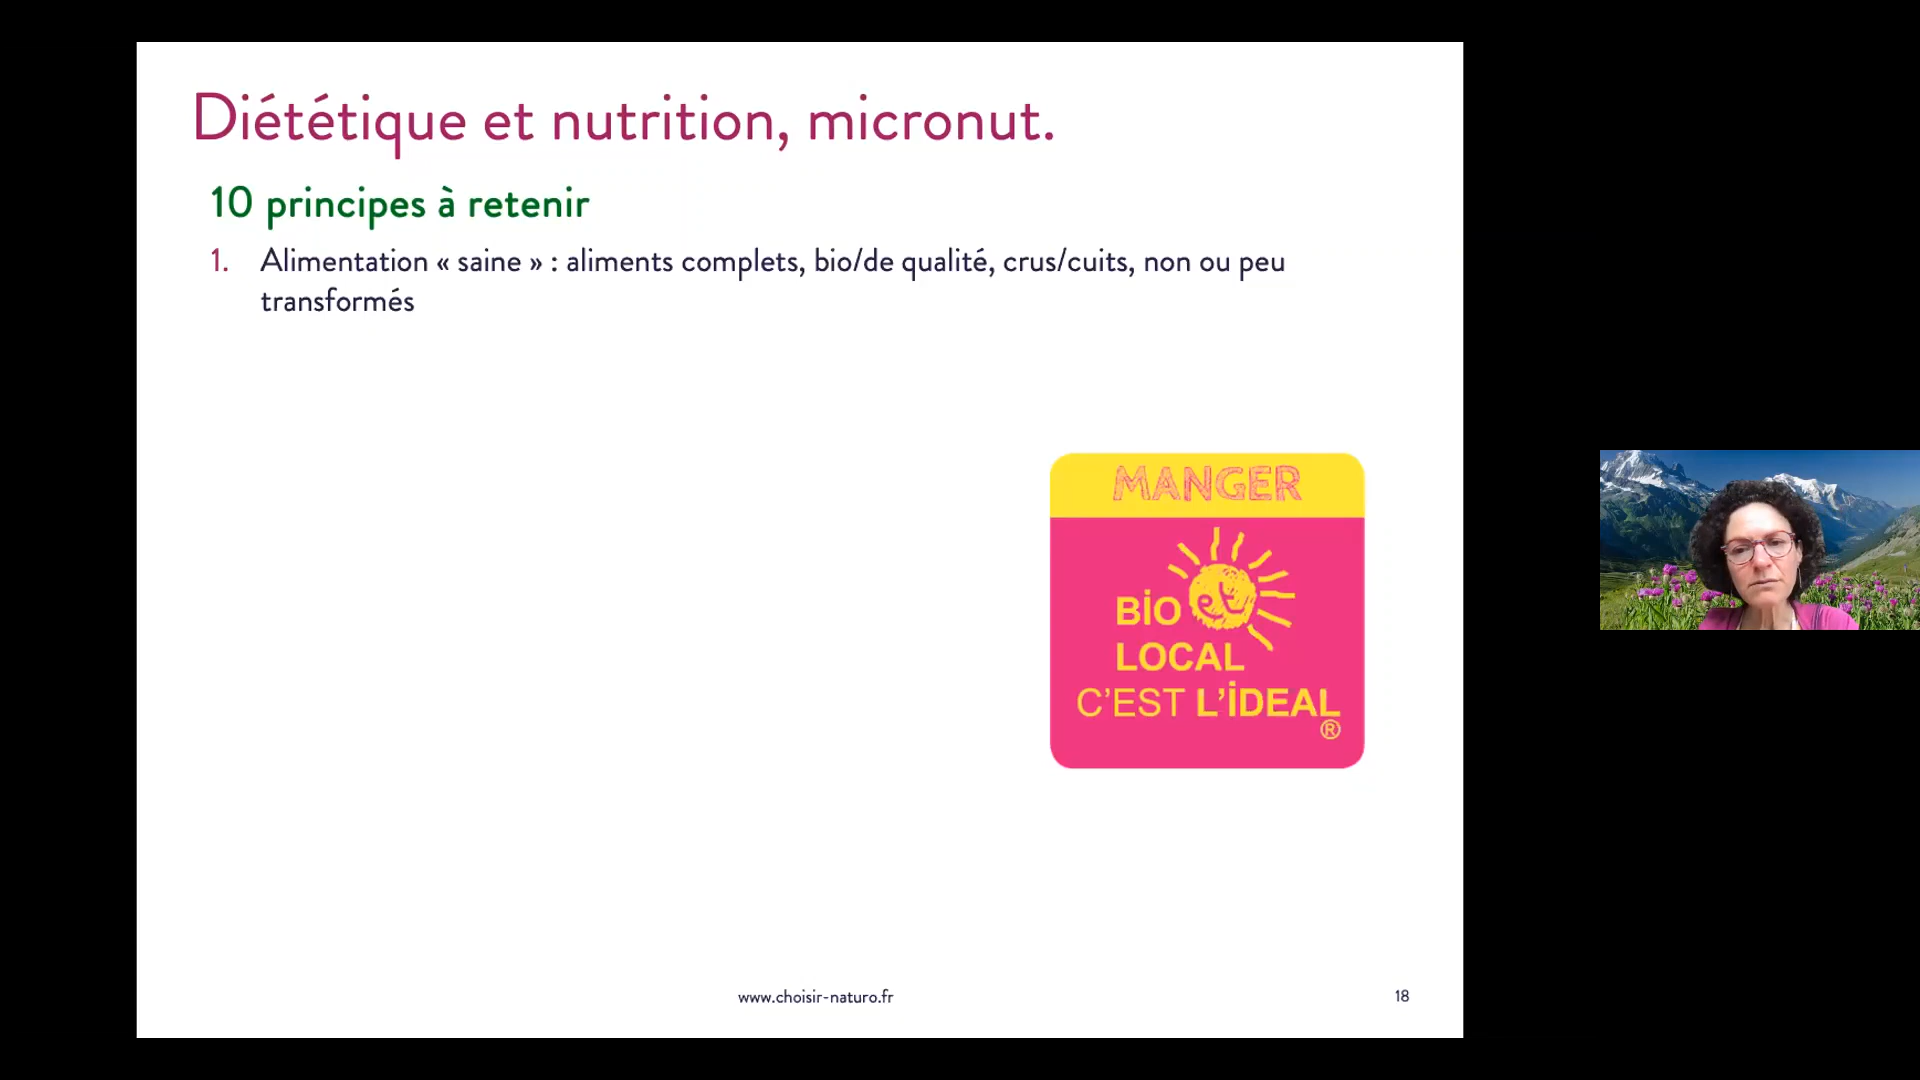 Diététique et nutrition, micronut.
10 principes à retenir
1. Alimentation « saine » : aliments complets, bio/de qualité, crus/cuits, non ou peu
transformés
MANGER
BiO et
LOCAL
C'EST L'iDEAL
®
www.choisir-naturo.fr
18